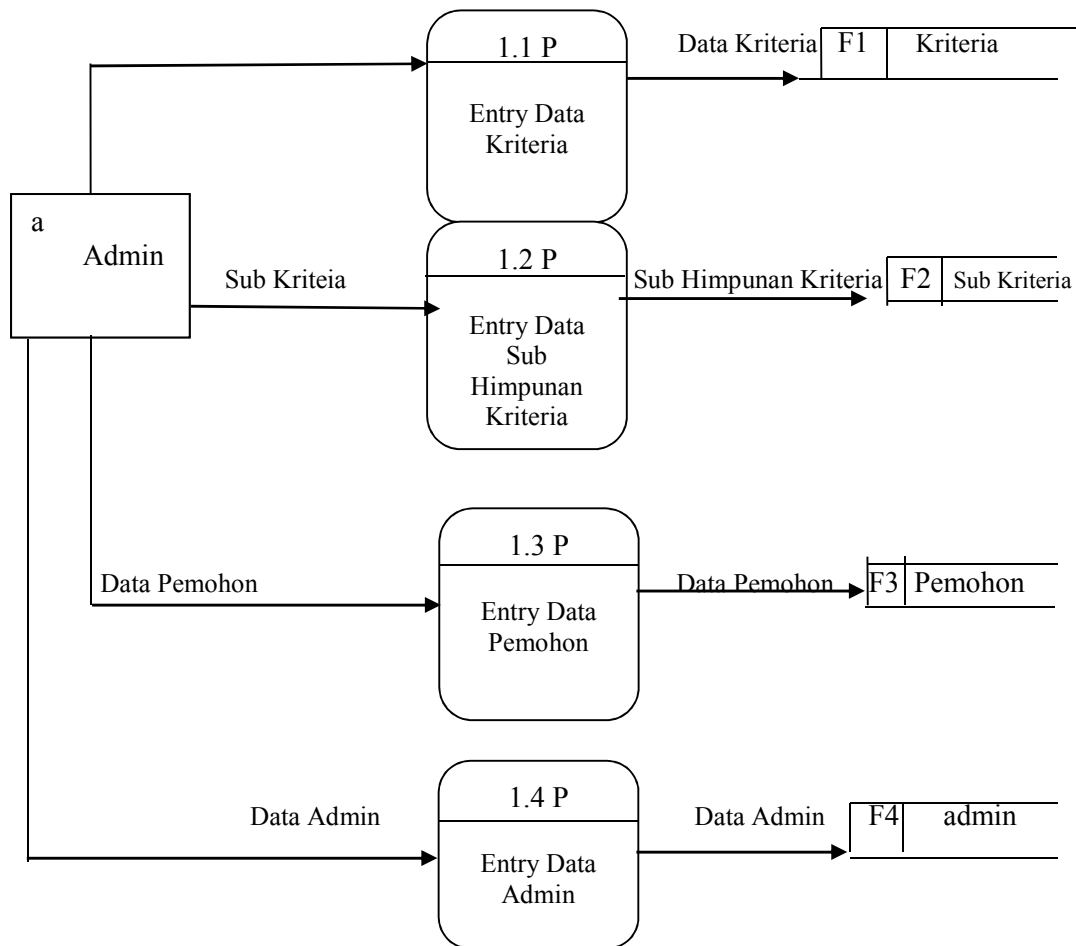 1.1 P
Data Kriteria
F1
Kriteria
Entry Data
Kriteria
a
Admin
Sub Kriteia
1.2 P
Sub Himpunan Kriteria
F2
Sub Kriteria
Entry Data
Sub
Himpunan
Kriteria
1.3 P
Data Pemohon
Data Pemohon
F3
Pemohon
Entry Data
Pemohon
1.4 P
Data Admin
Data Admin
F4
admin
Entry Data
Admin